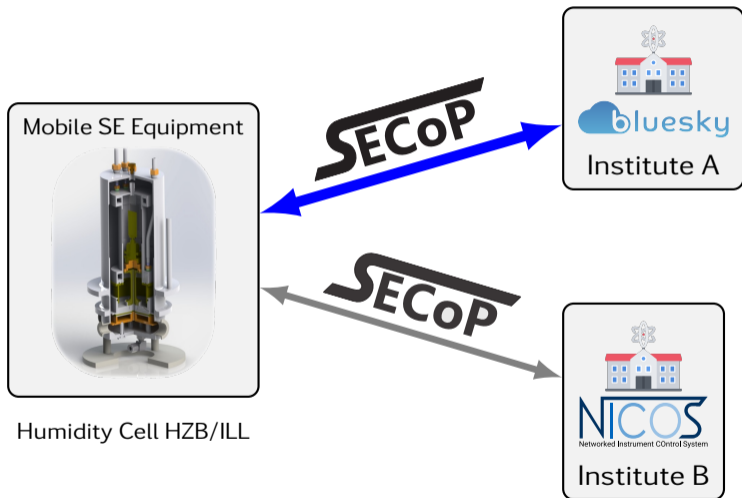 Mobile SE Equipment
Humidity Cell HZB/ILL
SECoP
SECoP
bluesky
Institute A
NICOS
Networked Instrument COntrol System
Institute B